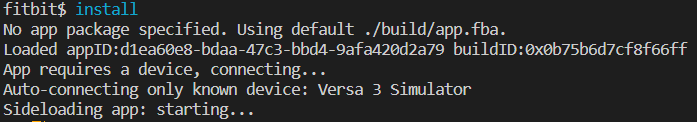 fitbit$ install
No app package specified. Using default ./build/app.fba.
Loaded appID:d1ea60e8-bdaa-47c3-bbd4-9afa420d2a79 buildID:0x0b75b6d7cf8f66ff
App requires a device, connecting...
Auto-connecting only known device: Versa 3 Simulator
Sideloading app: starting...